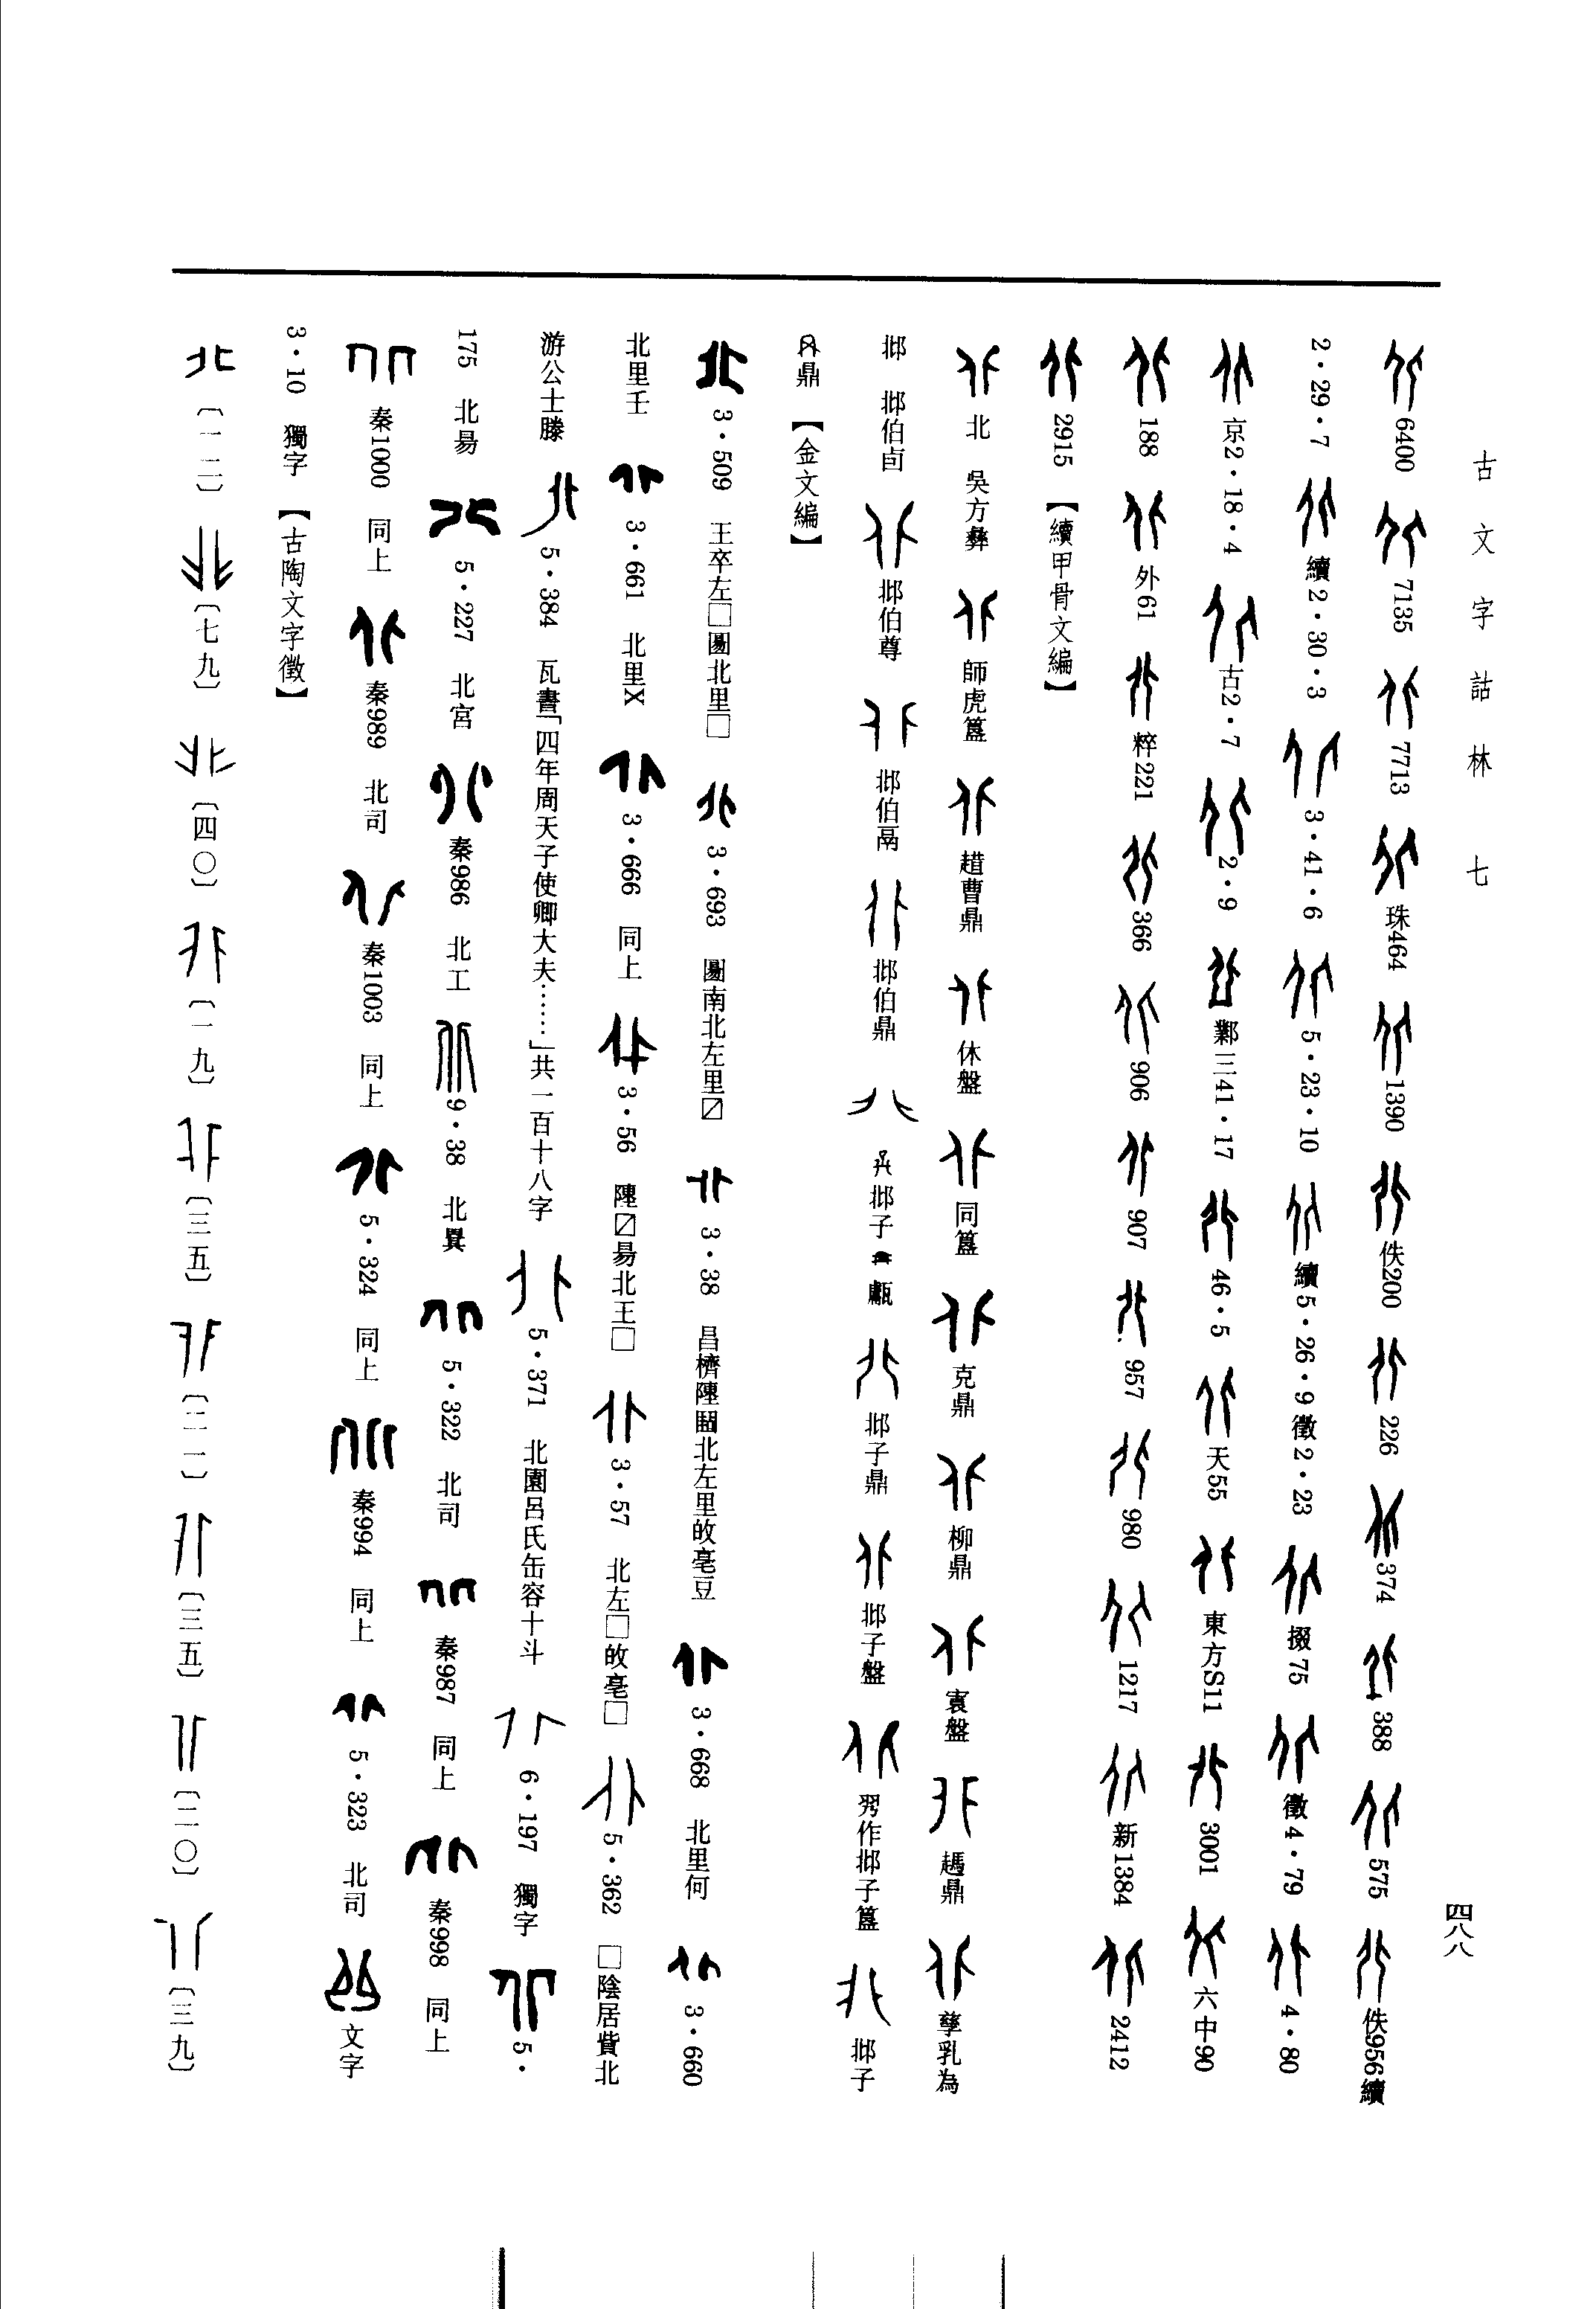 古文字詁林 七
四八八
6400 7135 7713 珠464 1390 佚200 226 374 388 575 佚956續
2·29·7 續2·30·3 3·41·6 5·23·10 續5·26·9 徵2·23 掇75 徵4·79 4·80
京2·18·4 古2·7 2·9 鄴三41·17 46·5 天55 東方S11 3001 六中90
188 外61 粹221 366 906 907 957 980 1217 新1384 2412
2915 【續甲骨文編】
北 吳方彝 師虎簋 趞曹鼎 休盤 同簋 克鼎 柳鼎 寰盤 孳乳為
邶 邶伯卣 邶伯尊 邶伯鬲 邶伯鼎 邶子 甗 邶子鼎 邶子盤 作邶子簋 邶子
鼎 【金文編】
3·509 王卒左□北里□ 3·693 南北左里〼 3·38 昌櫅陳北左里敀亳豆 3·668 北里何 3·660
北里壬 3·661 北里X 3·666 同上 3·56 陳〼昜北王□ 3·57 北左□敀亳□ 5·362 □陰居貲北
游公士滕 5·384 瓦書「四年周天子使卿大夫……」共一百十八字 5·371 北園呂氏缶容十斗 6·197 獨字 5·
175 北昜 5·227 北宮 秦986 北工 9·38 北異 5·322 北司 秦987 同上 秦998 同上
秦1000 同上 秦989 北司 秦1003 同上 5·324 同上 秦994 同上 5·323 北司 文字
3·10 獨字 【古陶文字徵】
〔一二〕 〔七九〕 〔四〇〕 〔一九〕 〔三五〕 〔二一〕 〔三五〕 〔二〇〕 〔三九〕